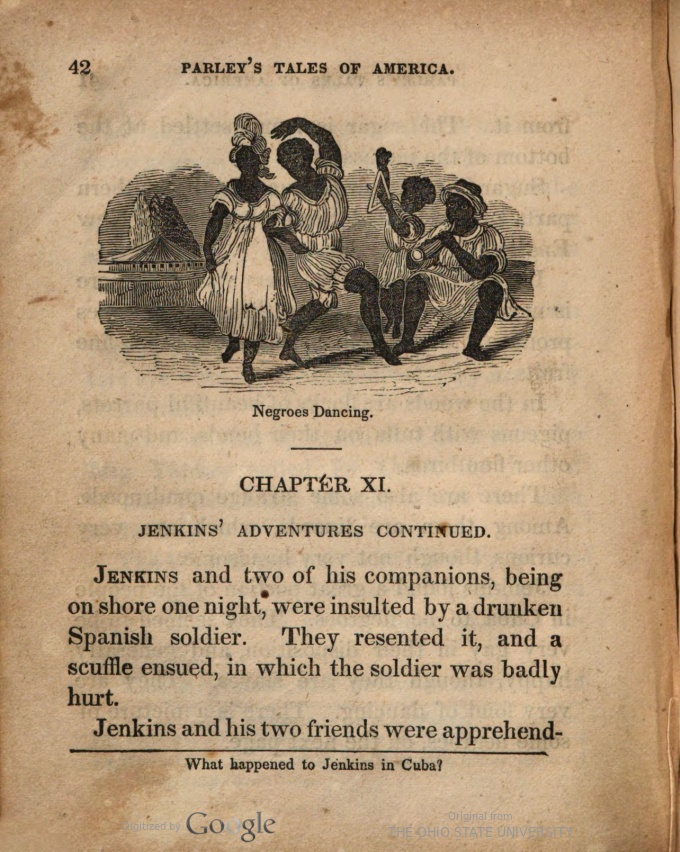 42 PARLEY'S TALES OF AMERICA.
Negroes Dancing.
CHAPTER XI.
JENKINS' ADVENTURES CONTINUED.
JENKINS and two of his companions, being
on shore one night, were insulted by a drunken
Spanish soldier. They resented it, and a
scuffle ensued, in which the soldier was badly
hurt.
Jenkins and his two friends were apprehend-
What happened to Jenkins in Cuba?
Digitized by Google
Original from
THE OHIO STATE UNIVERSITY